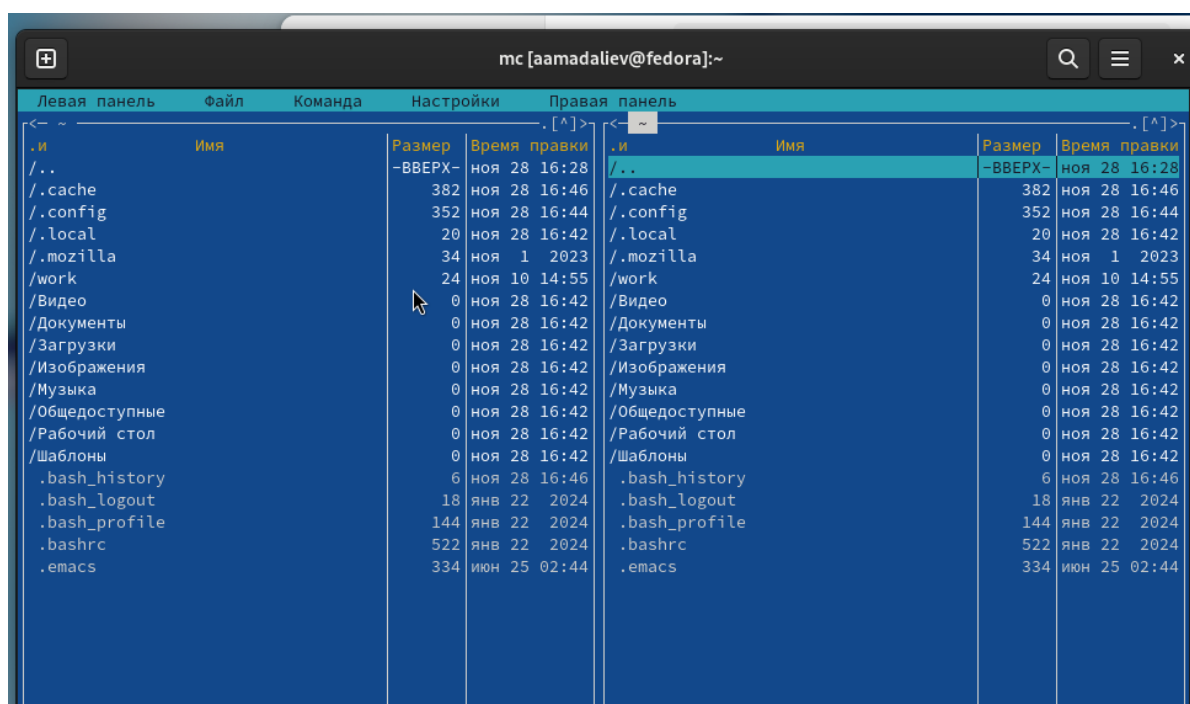 mc [aamadaliev@fedora]:~
Левая панель Файл Команда Настройки Правая панель
<— ~ .[^]> <— ~ .[^]>
.и Имя Размер Время правки .и Имя Размер Время правки
/.. -ВВЕРХ- ноя 28 16:28 /.. -ВВЕРХ- ноя 28 16:28
/.cache 382 ноя 28 16:46 /.cache 382 ноя 28 16:46
/.config 352 ноя 28 16:44 /.config 352 ноя 28 16:44
/.local 20 ноя 28 16:42 /.local 20 ноя 28 16:42
/.mozilla 34 ноя 1 2023 /.mozilla 34 ноя 1 2023
/work 24 ноя 10 14:55 /work 24 ноя 10 14:55
/Видео 0 ноя 28 16:42 /Видео 0 ноя 28 16:42
/Документы 0 ноя 28 16:42 /Документы 0 ноя 28 16:42
/Загрузки 0 ноя 28 16:42 /Загрузки 0 ноя 28 16:42
/Изображения 0 ноя 28 16:42 /Изображения 0 ноя 28 16:42
/Музыка 0 ноя 28 16:42 /Музыка 0 ноя 28 16:42
/Общедоступные 0 ноя 28 16:42 /Общедоступные 0 ноя 28 16:42
/Рабочий стол 0 ноя 28 16:42 /Рабочий стол 0 ноя 28 16:42
/Шаблоны 0 ноя 28 16:42 /Шаблоны 0 ноя 28 16:42
.bash_history 6 ноя 28 16:46 .bash_history 6 ноя 28 16:46
.bash_logout 18 янв 22 2024 .bash_logout 18 янв 22 2024
.bash_profile 144 янв 22 2024 .bash_profile 144 янв 22 2024
.bashrc 522 янв 22 2024 .bashrc 522 янв 22 2024
.emacs 334 июн 25 02:44 .emacs 334 июн 25 02:44